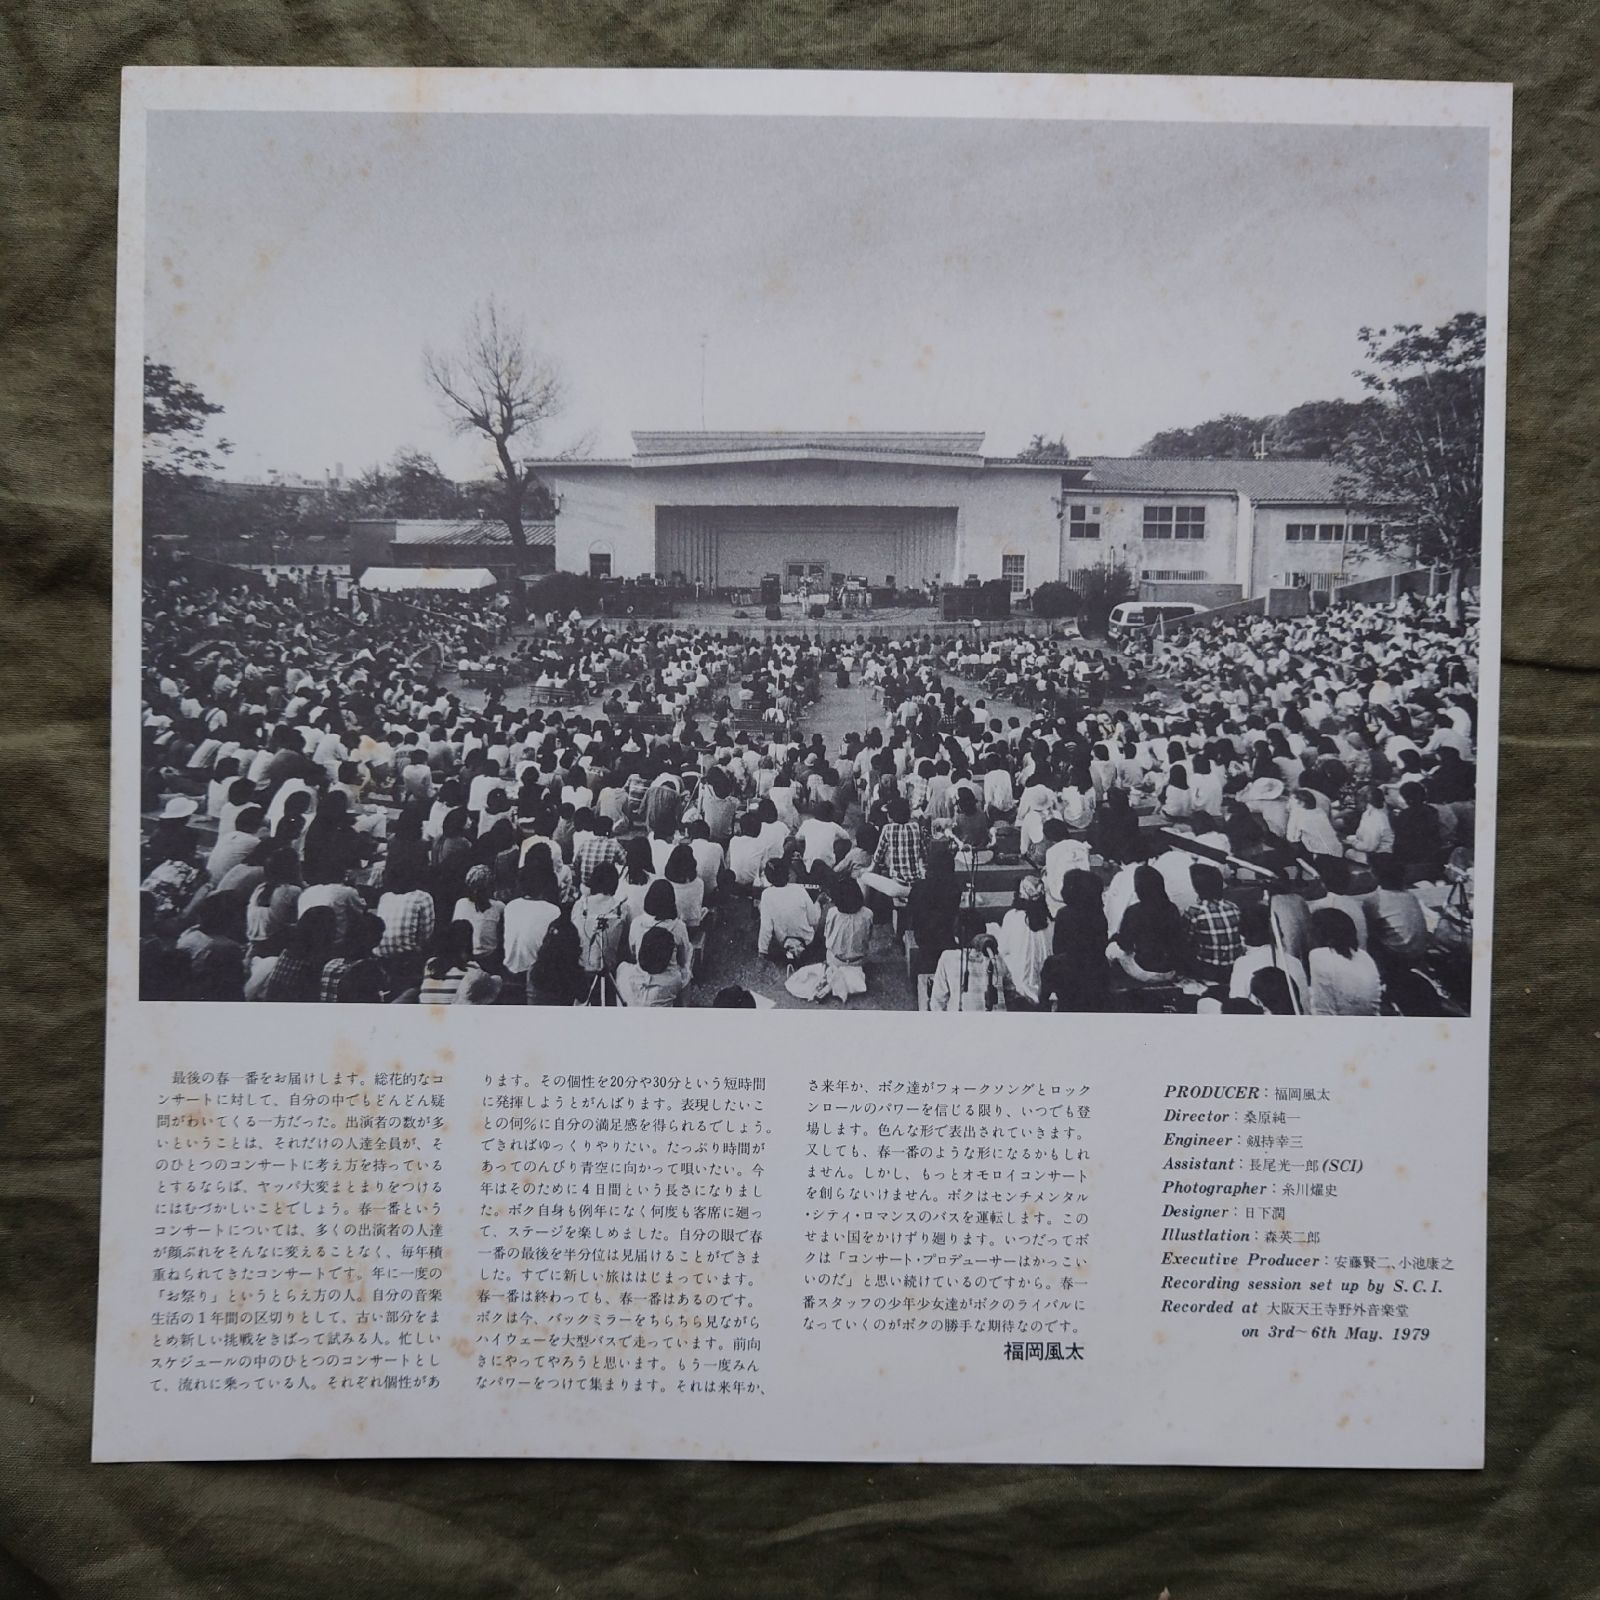 最後の春一番をお届けします。総花的なコ
ンサートに対して、自分の中でもどんどん疑
問がわいてくる一方だった。出演者の数が多
いということは、それだけの人達全員が、そ
のひとつのコンサートに考え方を持っている
とするならば、ヤッパ大変まとまりをつける
にはむづかしいことでしょう。春一番という
コンサートについては、多くの出演者の人達
が顔ぶれをそんなに変えることなく、毎年積
重ねられてきたコンサートです。年に一度の
「お祭り」というとらえ方の人。自分の音楽
生活の1年間の区切りとして、古い部分をま
とめ新しい挑戦をきばって試みる人。忙しい
スケジュールの中のひとつのコンサートとし
て、流れに乗っている人。それぞれ個性があ
ります。その個性を20分や30分という短時間
に発揮しようとがんばります。表現したいこ
との何％に自分の満足感を得られるでしょう。
できればゆっくりやりたい。たっぷり時間が
あってのんびり青空に向かって唄いたい。今
年はそのために4日間という長さになりまし
た。ボク自身も例年になく何度も客席に廻っ
て、ステージを楽しめました。自分の眼で春
一番の最後を半分位は見届けることができま
した。すでに新しい旅ははじまっています。
春一番は終わっても、春一番はあるのです。
ボクは今、バックミラーをちらちら見ながら
ハイウェーを大型バスで走っています。前向
きにやってやろうと思います。もう一度みん
なパワーをつけて集まります。それは来年か、
さ来年か、ボク達がフォークソングとロック
ンロールのパワーを信じる限り、いつでも登
場します。色んな形で表出されていきます。
又しても、春一番のような形になるかもしれ
ません。しかし、もっとオモロイコンサート
を創らないけません。ボクはセンチメンタル
・シティ・ロマンスのバスを運転します。この
せまい国をかけずり廻ります。いつだってボ
クは「コンサート・プロデューサーはかっこい
いのだ」と思い続けているのですから。春一
番スタッフの少年少女達がボクのライバルに
なっていくのがボクの勝手な期待なのです。
福岡風太
PRODUCER：福岡風太
Director：桑原純一
Engineer：剱持幸三
Assistant：長尾光一郎(SCI)
Photographer：糸川燿史
Designer：日下潤
Illustlation：森英二郎
Executive Producer：安藤賢二、小池康之
Recording session set up by S.C.I.
Recorded at 大阪天王寺野外音楽堂
on 3rd～6th May. 1979